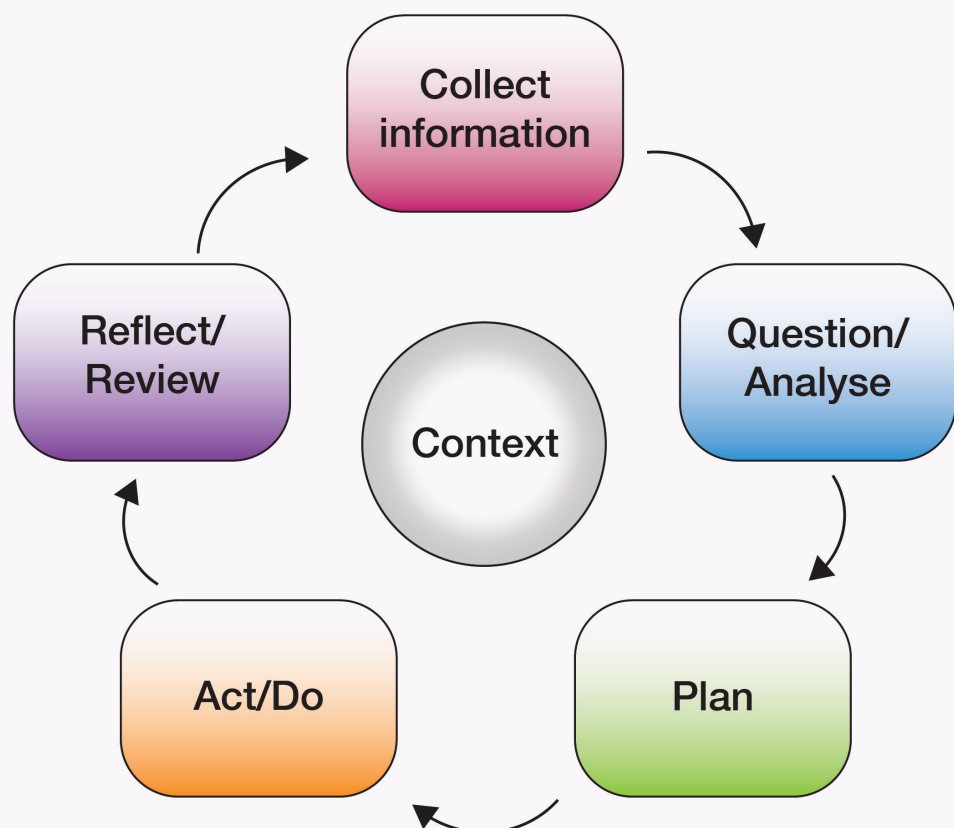 Collect
information
Question/
Analyse
Plan
Act/Do
Reflect/
Review
Context